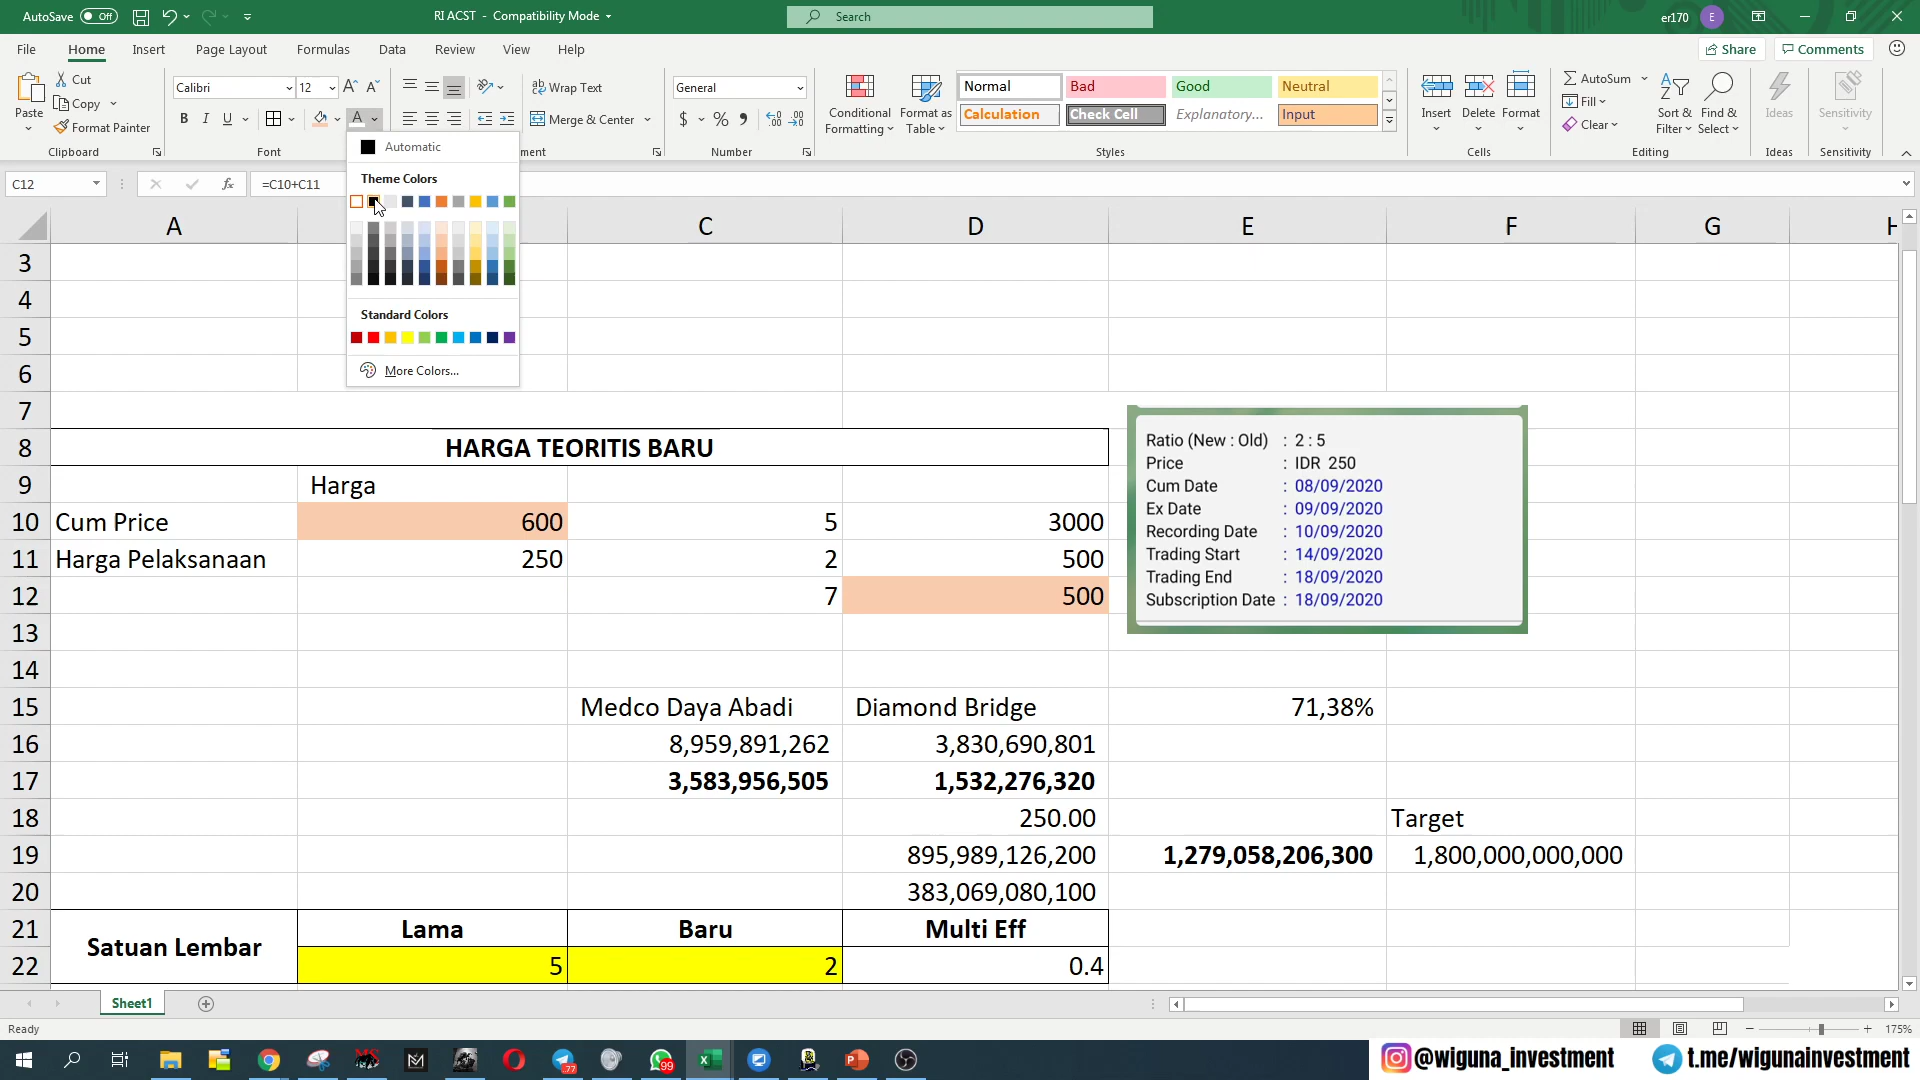 AutoSave Off RI ACST - Compatibility Mode Search er170 E
File Home Insert Page Layout Formulas Data Review View Help Share Comments
Paste Cut Copy Format Painter Clipboard
Calibri 12 B I U A Font
Wrap Text Merge & Center ment
General $ % Number
Conditional Formatting Format as Table
Normal Bad Good Neutral
Calculation Check Cell Explanatory... Input
Styles
Insert Delete Format Cells
AutoSum Fill Clear Sort & Filter Find & Select Editing
Ideas Ideas
Sensitivity Sensitivity
Automatic
Theme Colors
Standard Colors
More Colors...
C12 fx =C10+C11
A C D E F G H
3
4
5
6
7
8 HARGA TEORITIS BARU
9 Harga
10 Cum Price 600 5 3000
11 Harga Pelaksanaan 250 2 500
12 7 500
13
14
15 Medco Daya Abadi Diamond Bridge 71,38%
16 8,959,891,262 3,830,690,801
17 3,583,956,505 1,532,276,320
18 250.00 Target
19 895,989,126,200 1,279,058,206,300 1,800,000,000,000
20 383,069,080,100
21 Satuan Lembar Lama Baru Multi Eff
22 5 2 0.4
Ratio (New : Old) : 2 : 5
Price : IDR 250
Cum Date : 08/09/2020
Ex Date : 09/09/2020
Recording Date : 10/09/2020
Trading Start : 14/09/2020
Trading End : 18/09/2020
Subscription Date : 18/09/2020
Sheet1
Ready 175%
77 99
@wiguna_investment t.me/wigunainvestment